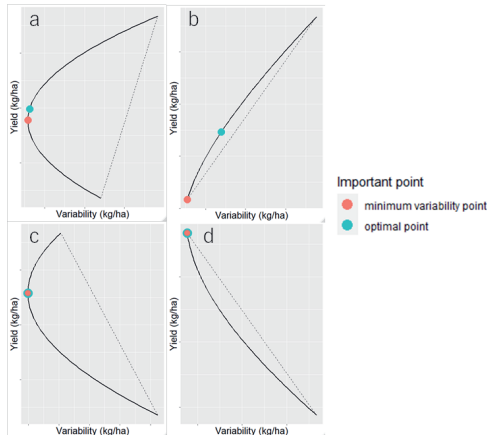 a
b
Yield (kg/ha)
Yield (kg/ha)
Variability (kg/ha)
Variability (kg/ha)
Important point
minimum variability point
optimal point
c
d
Yield (kg/ha)
Yield (kg/ha)
Variability (kg/ha)
Variability (kg/ha)